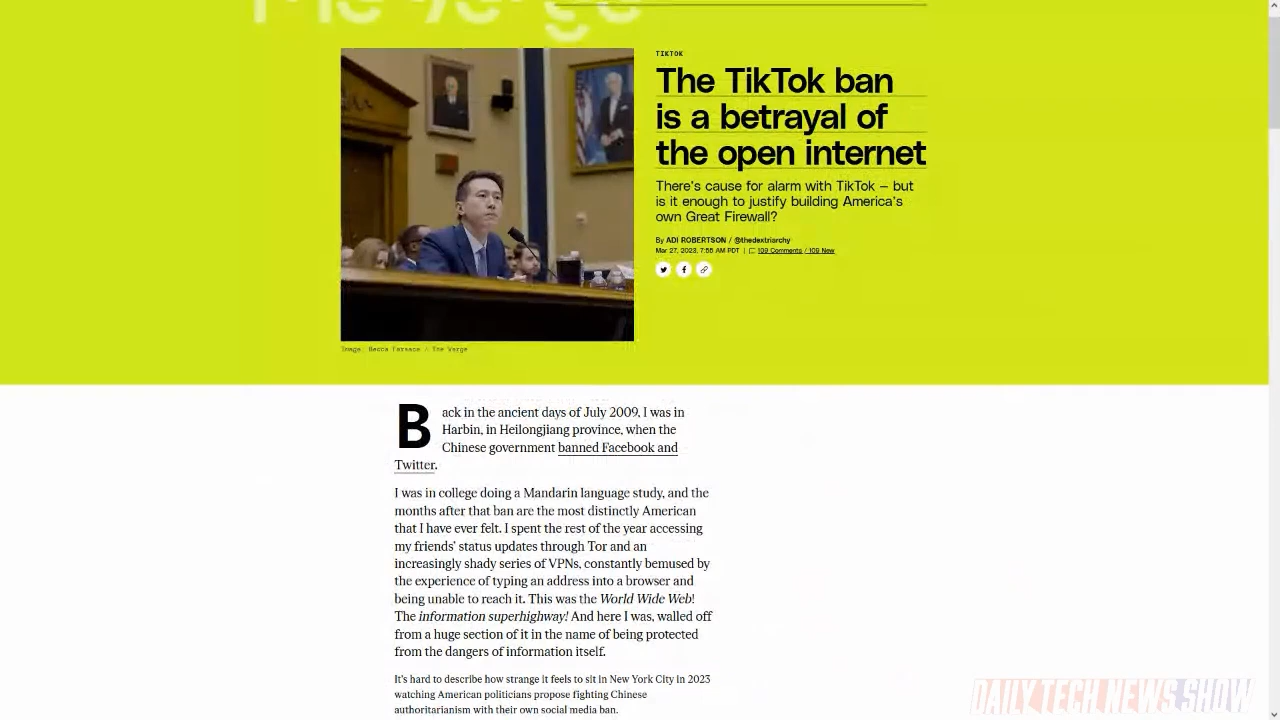 The Verge
TIKTOK
The TikTok ban
is a betrayal of
the open internet
There's cause for alarm with TikTok — but
is it enough to justify building America's
own Great Firewall?
By ADI ROBERTSON / @thedextriarchy
Mar 27, 2023, 7:56 AM PDT | 109 Comments / 109 New
Image: Becca Farsace / The Verge
Back in the ancient days of July 2009, I was in
Harbin, in Heilongjiang province, when the
Chinese government banned Facebook and
Twitter.
I was in college doing a Mandarin language study, and the
months after that ban are the most distinctly American
that I have ever felt. I spent the rest of the year accessing
my friends' status updates through Tor and an
increasingly shady series of VPNs, constantly bemused by
the experience of typing an address into a browser and
being unable to reach it. This was the World Wide Web!
The information superhighway! And here I was, walled off
from a huge section of it in the name of being protected
from the dangers of information itself.
It's hard to describe how strange it feels to sit in New York City in 2023
watching American politicians propose fighting Chinese
authoritarianism with their own social media ban.
DAILY TECH NEWS SHOW